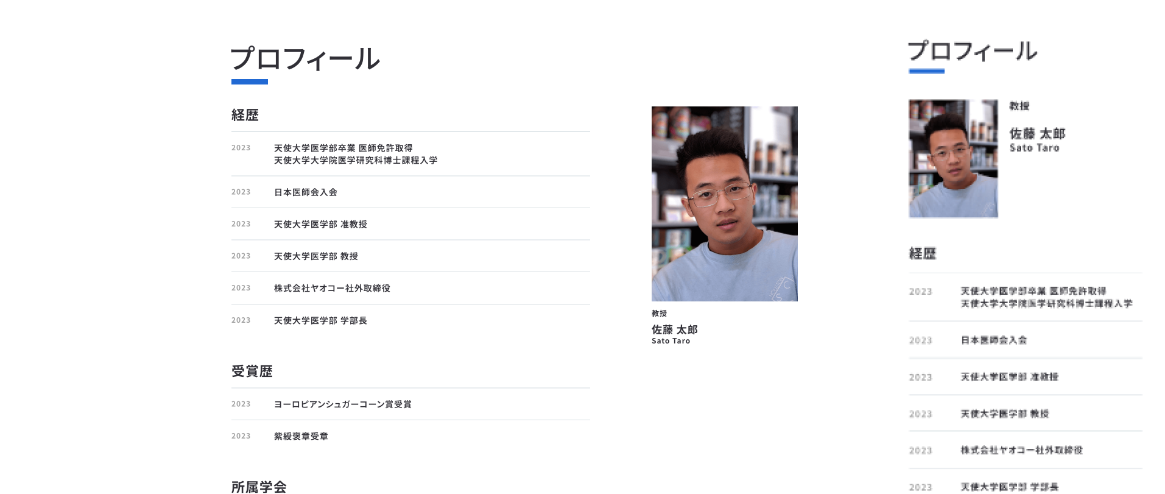 プロフィール
経歴
2023 天使大学医学部卒業 医師免許取得
天使大学大学院医学研究科博士課程入学
2023 日本医師会入会
2023 天使大学医学部 准教授
2023 天使大学医学部 教授
2023 株式会社ヤオコー社外取締役
2023 天使大学医学部 学部長
受賞歴
2023 ヨーロピアンシュガーコーン賞受賞
2023 紫綬褒章受章
所属学会
教授
佐藤 太郎
Sato Taro
プロフィール
教授
佐藤 太郎
Sato Taro
経歴
2023 天使大学医学部卒業 医師免許取得
天使大学大学院医学研究科博士課程入学
2023 日本医師会入会
2023 天使大学医学部 准教授
2023 天使大学医学部 教授
2023 株式会社ヤオコー社外取締役
2023 天使大学医学部 学部長